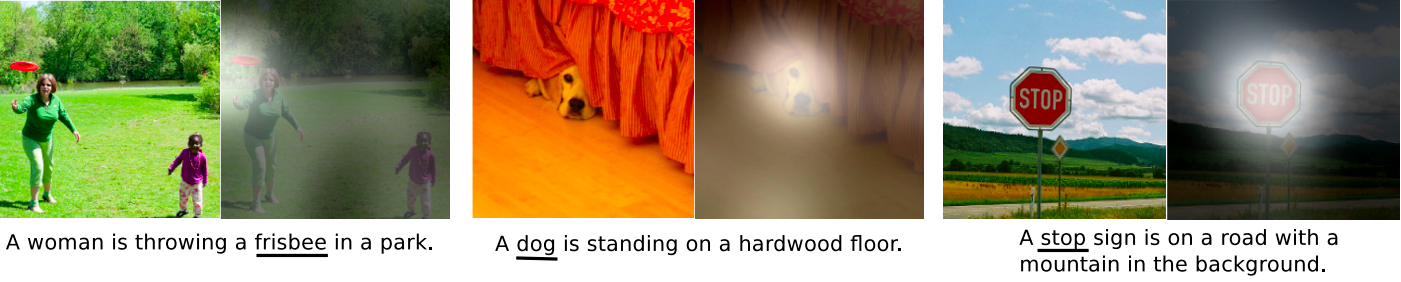 STOP
STOP
A woman is throwing a frisbee in a park.
A dog is standing on a hardwood floor.
A stop sign is on a road with a
mountain in the background.